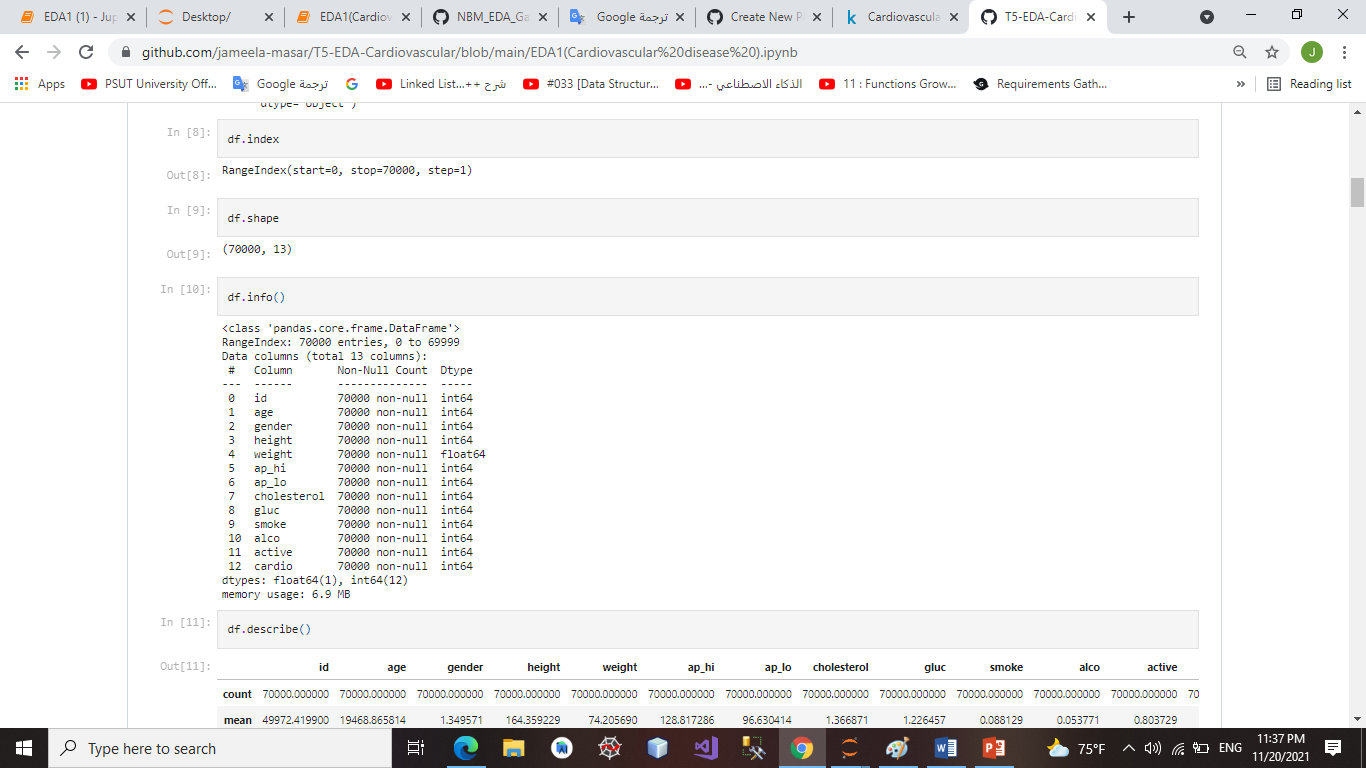 EDA1 (1) - Jup
Desktop/
EDA1(Cardiov
NBM_EDA_Ga
ترجمة Google
Create New P
Cardiovascula
T5-EDA-Cardi
github.com/jameela-masar/T5-EDA-Cardiovascular/blob/main/EDA1(Cardiovascular%20disease%20).ipynb
J
Apps
PSUT University Off...
ترجمة Google
Linked List...++شرح
#033 [Data Structur...
الذكاء الاصطناعي -...
11 : Functions Grow...
Requirements Gath...
»
Reading list
dtype='object')
In [8]:
df.index
Out[8]:
RangeIndex(start=0, stop=70000, step=1)
In [9]:
df.shape
Out[9]:
(70000, 13)
In [10]:
df.info()
<class 'pandas.core.frame.DataFrame'>
RangeIndex: 70000 entries, 0 to 69999
Data columns (total 13 columns):
# Column Non-Null Count Dtype
--- ------ -------------- -----
0 id 70000 non-null int64
1 age 70000 non-null int64
2 gender 70000 non-null int64
3 height 70000 non-null int64
4 weight 70000 non-null float64
5 ap_hi 70000 non-null int64
6 ap_lo 70000 non-null int64
7 cholesterol 70000 non-null int64
8 gluc 70000 non-null int64
9 smoke 70000 non-null int64
10 alco 70000 non-null int64
11 active 70000 non-null int64
12 cardio 70000 non-null int64
dtypes: float64(1), int64(12)
memory usage: 6.9 MB
In [11]:
df.describe()
Out[11]:
id age gender height weight ap_hi ap_lo cholesterol gluc smoke alco active
count 70000.000000 70000.000000 70000.000000 70000.000000 70000.000000 70000.000000 70000.000000 70000.000000 70000.000000 70000.000000 70000.000000 70000.000000 70
mean 49972.419900 19468.865814 1.349571 164.359229 74.205690 128.817286 96.630414 1.366871 1.226457 0.088129 0.053771 0.803729
Type here to search
75°F
ENG
11:37 PM
11/20/2021